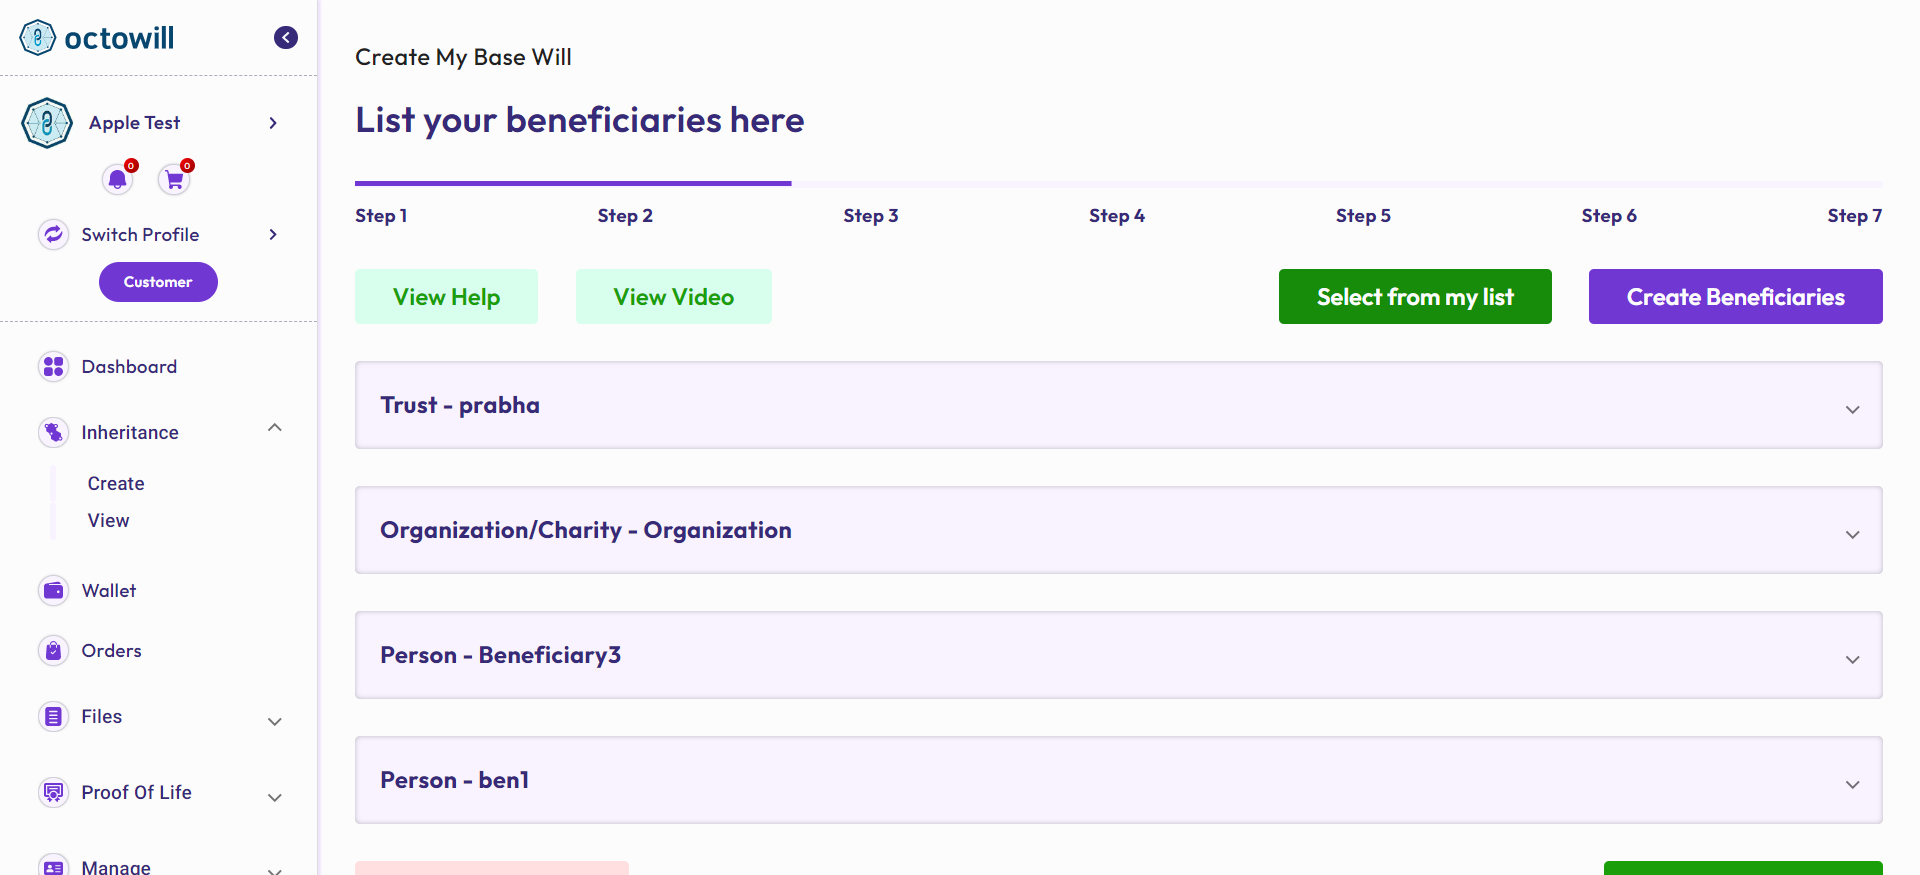 octowill
Apple Test
0
0
Switch Profile
Customer
Dashboard
Inheritance
Create
View
Wallet
Orders
Files
Proof Of Life
Manage
Create My Base Will
List your beneficiaries here
Step 1
Step 2
Step 3
Step 4
Step 5
Step 6
Step 7
View Help
View Video
Select from my list
Create Beneficiaries
Trust - prabha
Organization/Charity - Organization
Person - Beneficiary3
Person - ben1